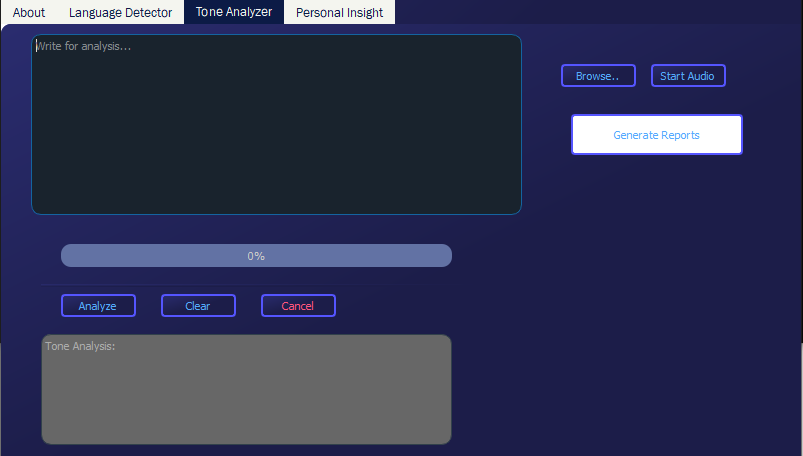 About Language Detector Tone Analyzer Personal Insight
Write for analysis...
Browse.. Start Audio
Generate Reports
0%
Analyze Clear Cancel
Tone Analysis: